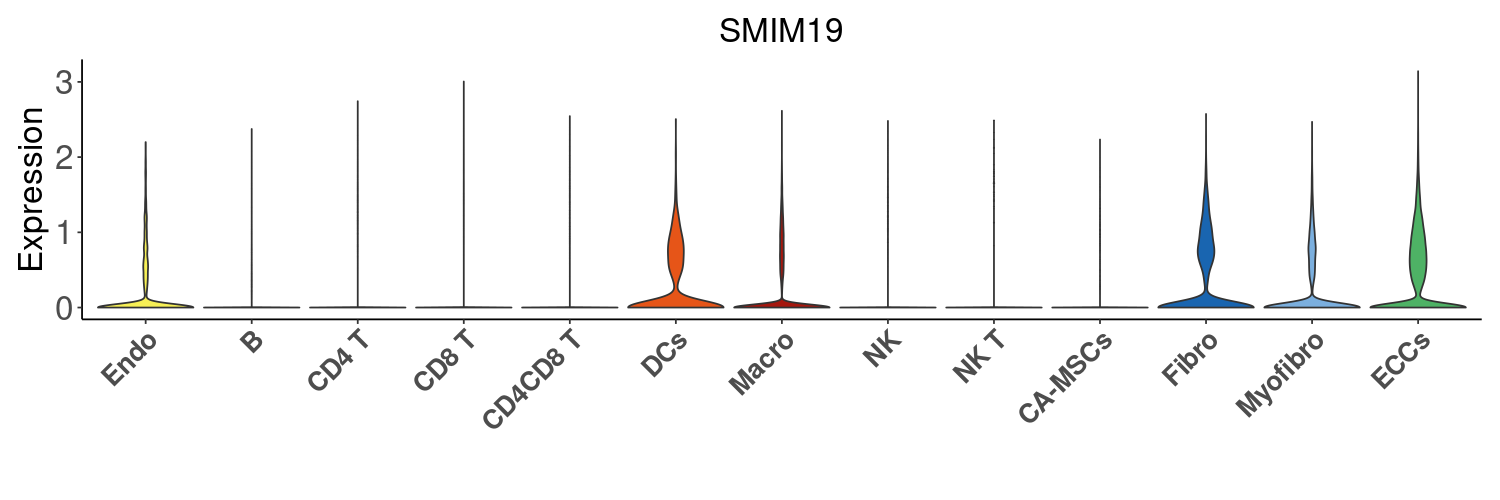 SMIM19
Expression
3
2
1
0
Endo
B
CD4 T
CD8 T
CD4CD8 T
DCs
Macro
NK
NK T
CA-MSCs
Fibro
Myofibro
ECCs